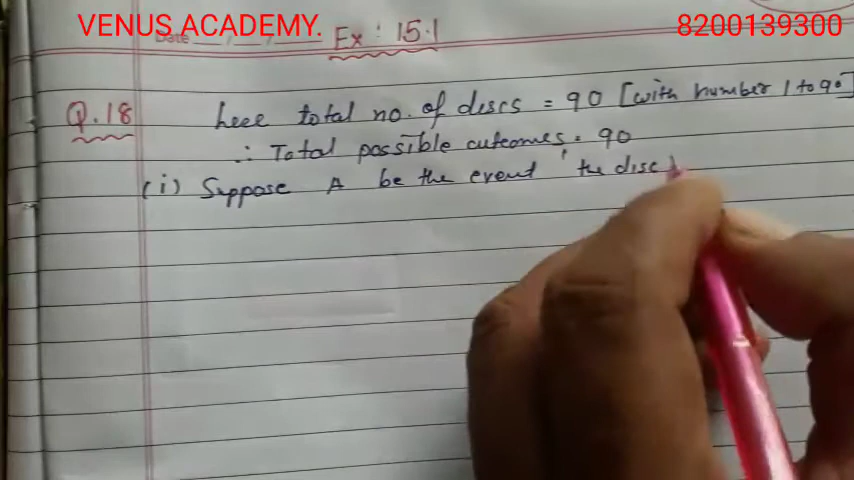 VENUS ACADEMY. 8200139300
Date Ex : 15.1
Q.18 here total no. of discs = 90 [with number 1 to 90]
∴ Total possible outcomes = 90
(i) Suppose A be the event ' the disc